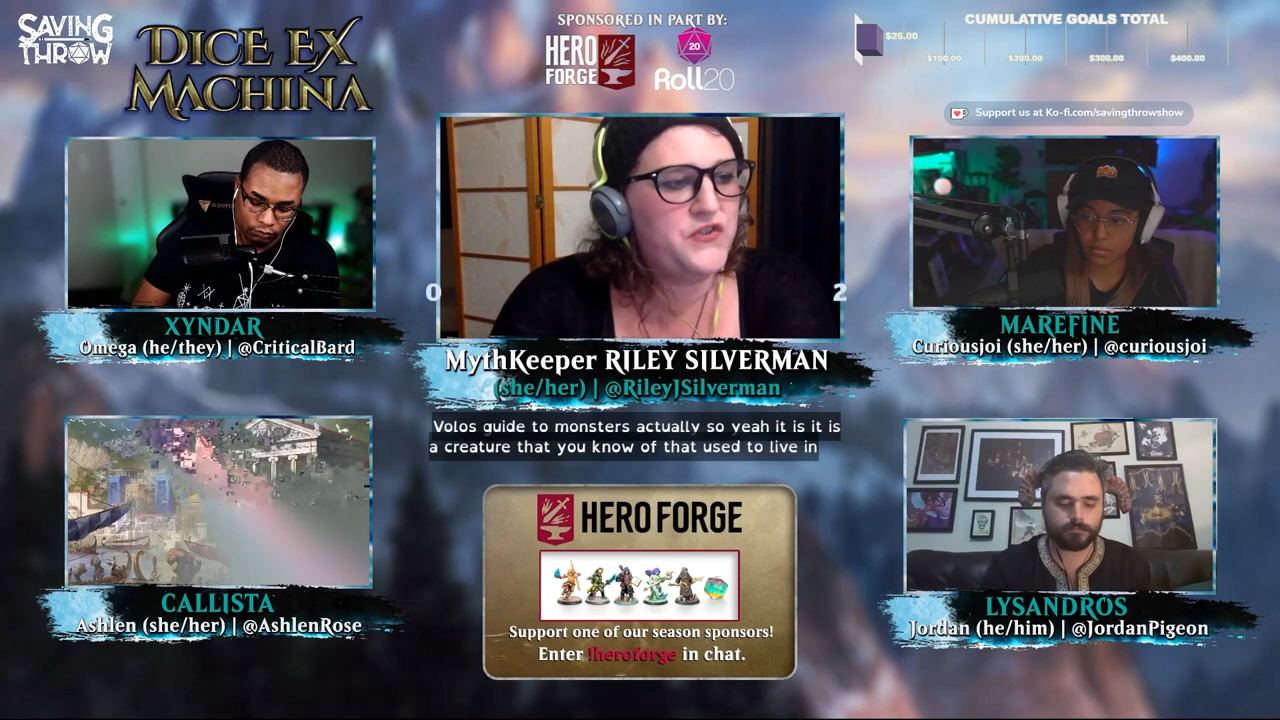 SAVING
THROW
DICE EX
MACHINA
SPONSORED IN PART BY:
HERO
FORGE
20
Roll20
CUMULATIVE GOALS TOTAL
$25.00
$100.00
$200.00
$300.00
$400.00
Support us at Ko-fi.com/savingthrowshow
XYNDAR
Omega (he/they) | @CriticalBard
0
2
MythKeeper RILEY SILVERMAN
(she/her) | @RileyJSilverman
MAREFINE
Curiousjoi (she/her) | @curiousjoi
Volos guide to monsters actually so yeah it is it is
a creature that you know of that used to live in
HERO FORGE
Support one of our season sponsors!
Enter !heroforge in chat.
CALLISTA
Ashlen (she/her) | @AshlenRose
LYSANDROS
Jordan (he/him) | @JordanPigeon